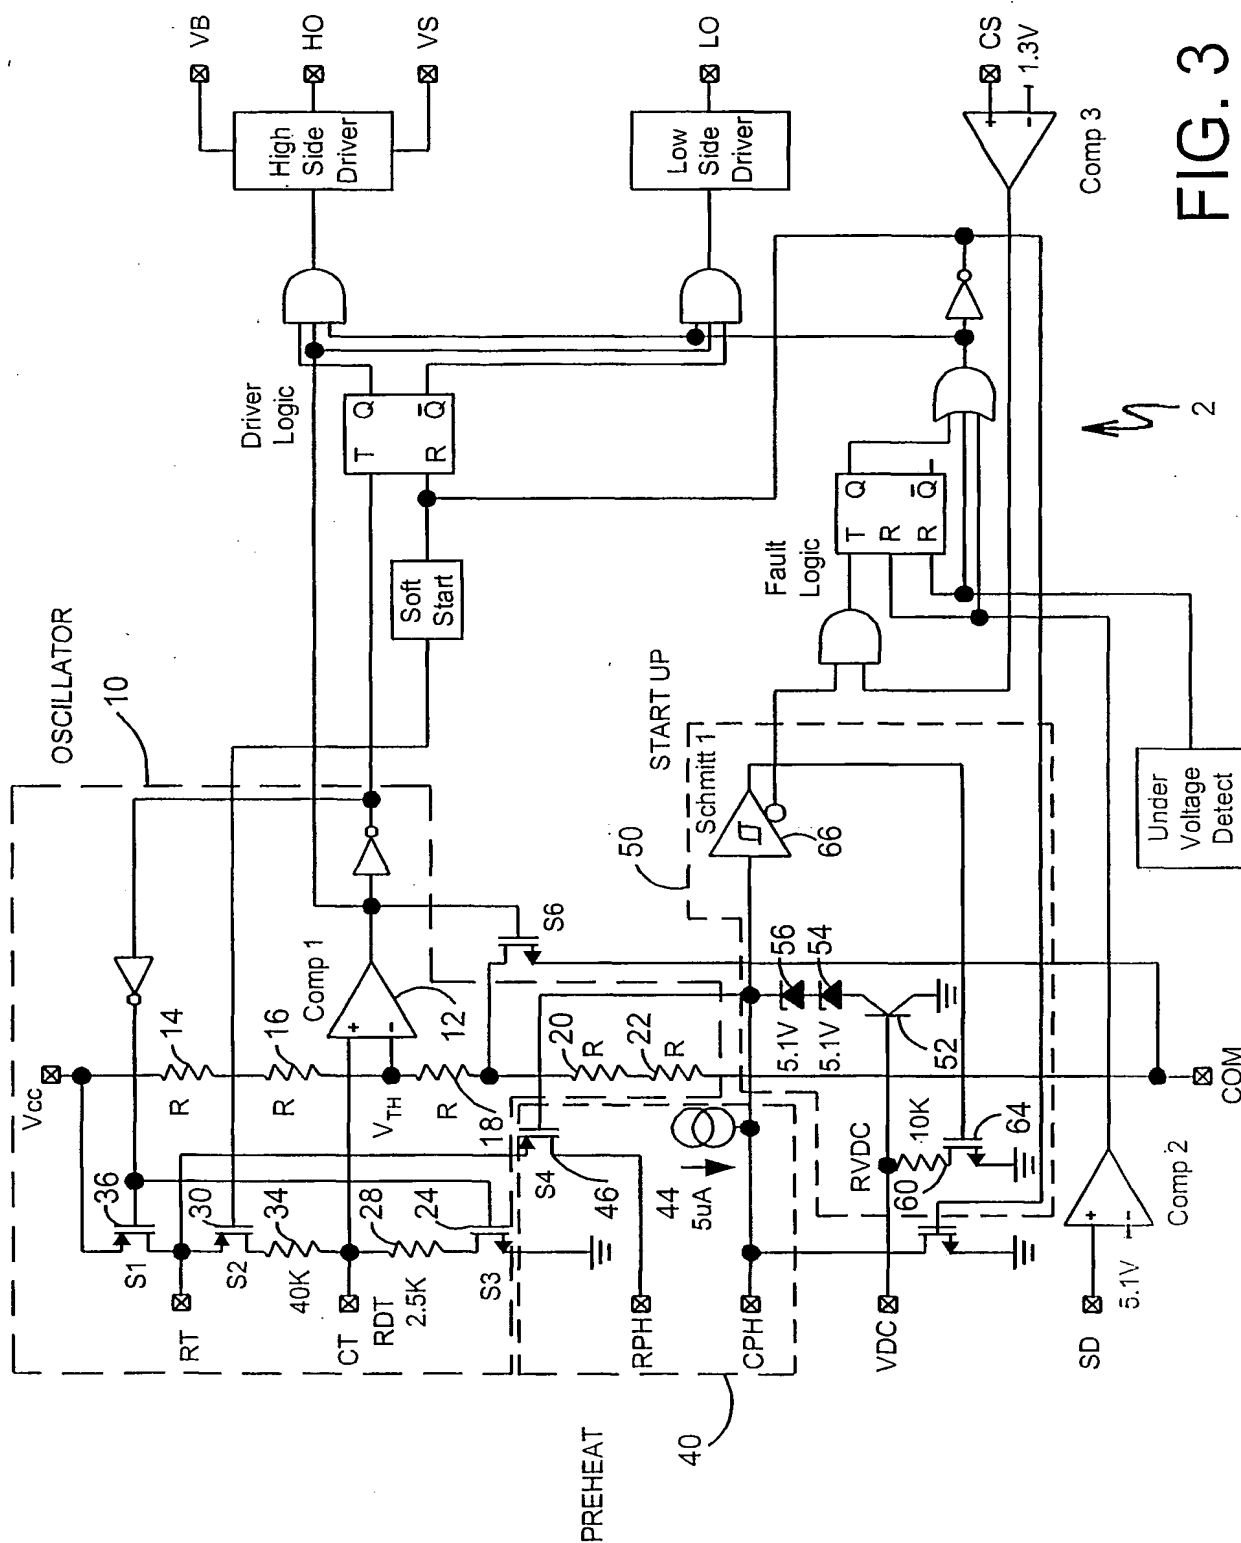 OSCILLATOR
10
Vcc
14
R
16
R
VTH
R
18
20
R
22
R
36
S1
30
S2
34
40K
28
RDT
2.5K
24
S3
RT
CT
Comp 1
12
S6
Soft
Start
Driver
Logic
T
Q
R
Q
High
Side
Driver
VB
HO
VS
Low
Side
Driver
LO
PREHEAT
40
S4
46
44
5uA
RPH
CPH
START UP
50
Schmitt 1
66
56
54
5.1V
5.1V
52
RVDC
10K
60
64
VDC
Fault
Logic
T
Q
R
R
Q
SD
5.1V
Comp 2
COM
Under
Voltage
Detect
CS
1.3V
Comp 3
2
FIG. 3